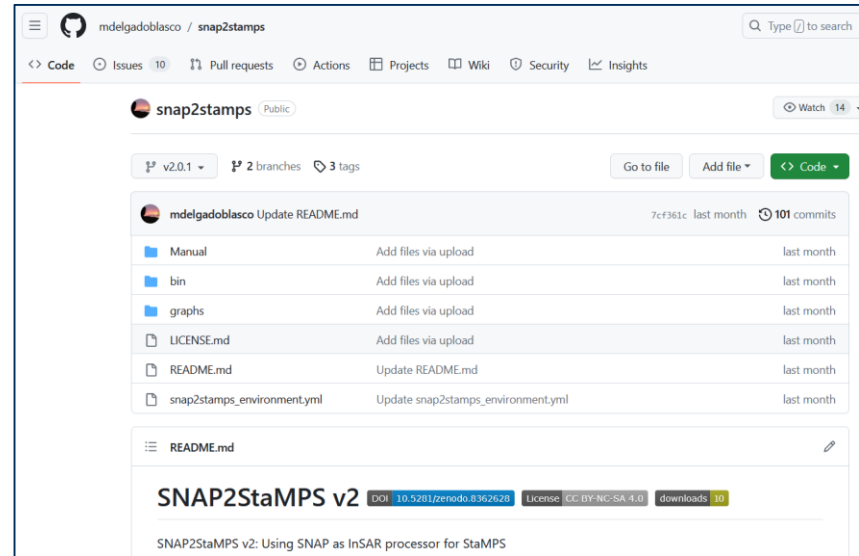 mdelgadoblasco / snap2stamps
Type / to search
Code Issues 10 Pull requests Actions Projects Wiki Security Insights
snap2stamps Public Watch 14
v2.0.1 2 branches 3 tags Go to file Add file Code
mdelgadoblasco Update README.md 7cf361c last month 101 commits
Manual Add files via upload last month
bin Add files via upload last month
graphs Add files via upload last month
LICENSE.md Add files via upload last month
README.md Update README.md last month
snap2stamps_environment.yml Update snap2stamps_environment.yml last month
README.md
SNAP2StaMPS v2 DOI 10.5281/zenodo.8362628 License CC BY-NC-SA 4.0 downloads 10
SNAP2StaMPS v2: Using SNAP as InSAR processor for StaMPS